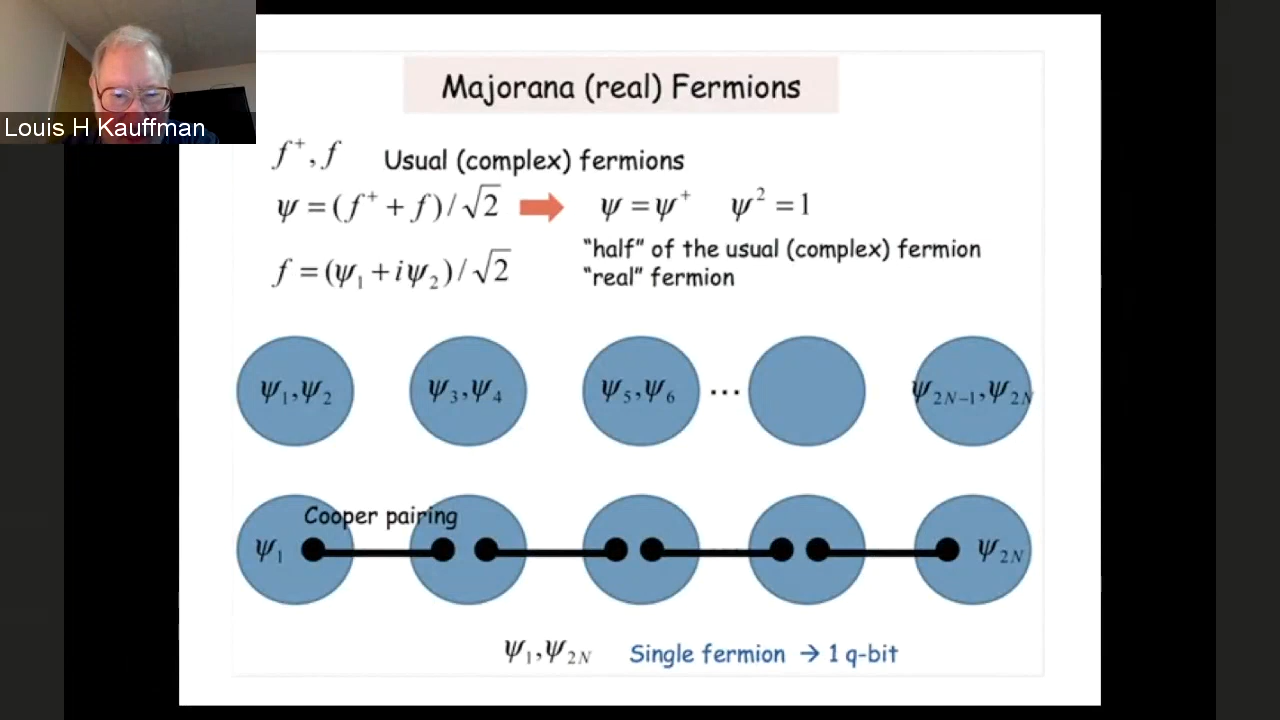 Louis H Kauffman
Majorana (real) Fermions
f⁺, f Usual (complex) fermions
ψ = (f⁺ + f)/√2 ψ = ψ⁺ ψ² = 1
"half" of the usual (complex) fermion
f = (ψ₁ + iψ₂)/√2 "real" fermion
ψ₁,ψ₂ ψ₃,ψ₄ ψ₅,ψ₆ ... ψ₂N₋₁,ψ₂N
Cooper pairing
ψ₁ ψ₂N
ψ₁,ψ₂N Single fermion → 1 q-bit